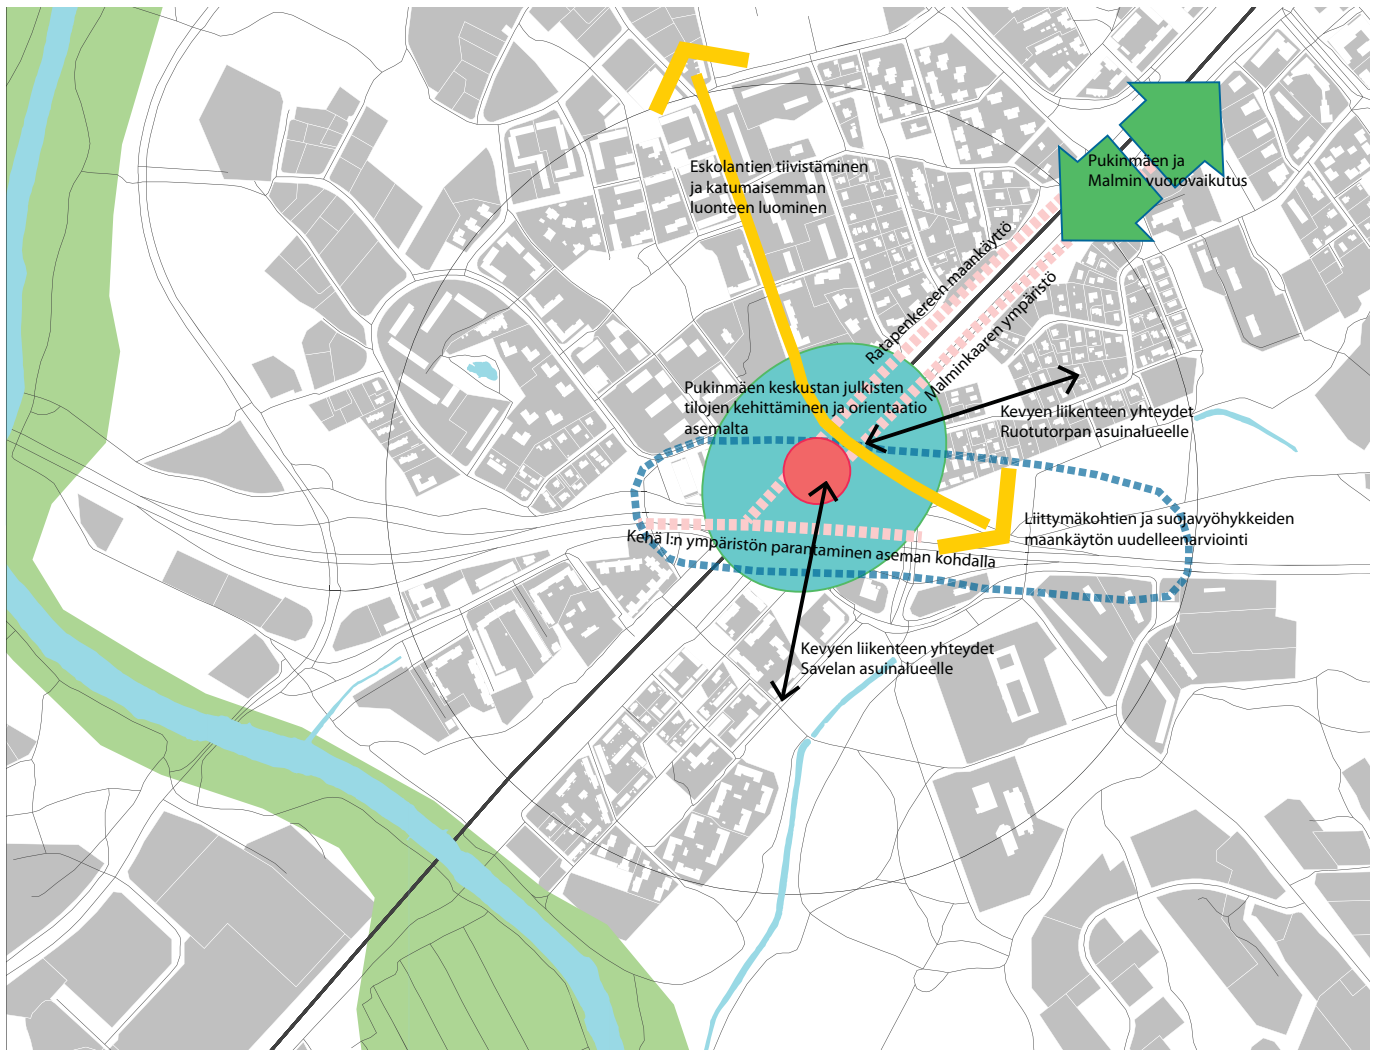 Eskolantien tiivistäminen
ja katumaisemman
luonteen luominen
Pukinmäen ja
Malmin vuorovaikutus
Ratapenkereen maankäyttö
Malminkaaren ympäristö
Pukinmäen keskustan julkisten
tilojen kehittäminen ja orientaatio
asemalta
Kevyen liikenteen yhteydet
Ruotutorpan asuinalueelle
Liittymäkohtien ja suojavyöhykkeiden
maankäytön uudelleenarviointi
Kehä I:n ympäristön parantaminen aseman kohdalla
Kevyen liikenteen yhteydet
Savelan asuinalueelle